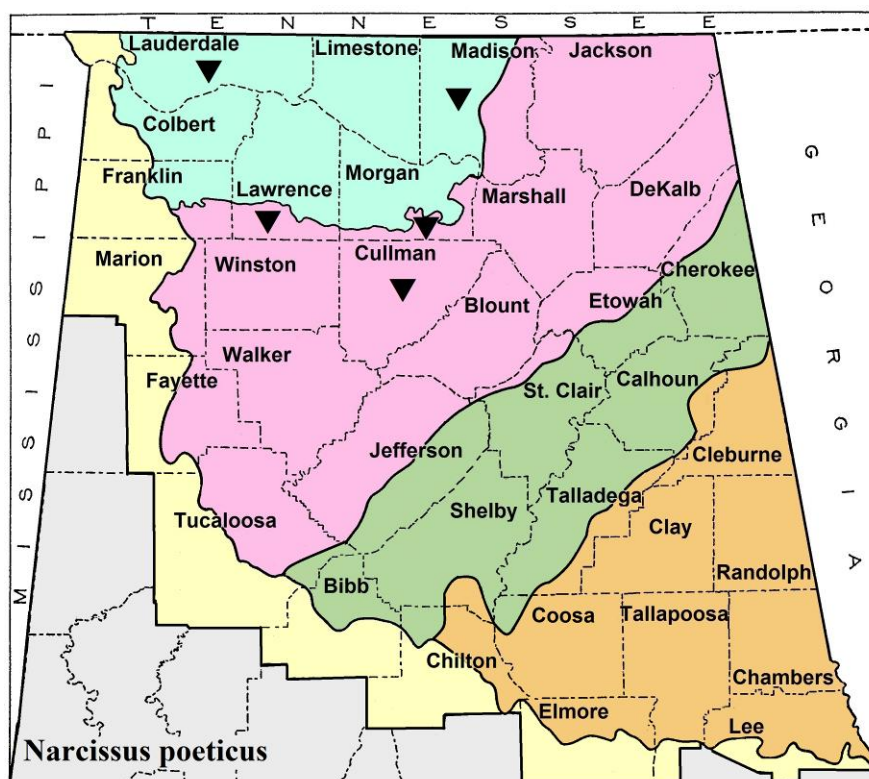 TENNESSEE
Lauderdale Limestone Madison Jackson
Colbert
Franklin Lawrence Morgan Marshall DeKalb
Marion Winston Cullman Cherokee
Blount Etowah
Walker
Fayette St. Clair Calhoun
Jefferson Cleburne
Tucaloosa Shelby Talladega
Clay
Bibb Randolph
Coosa Tallapoosa
Chilton Chambers
Elmore Lee
MISSISSIPPI
GEORGIA
Narcissus poeticus